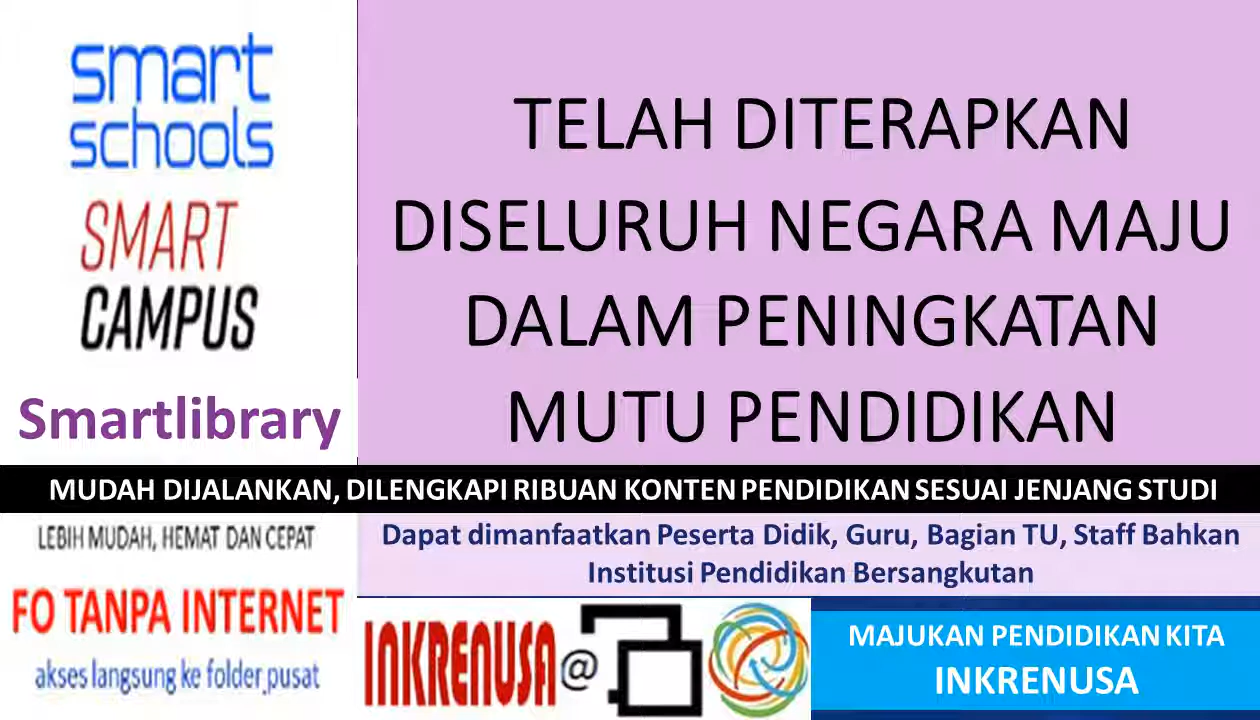 smart
schools
SMART
CAMPUS
Smartlibrary
TELAH DITERAPKAN
DISELURUH NEGARA MAJU
DALAM PENINGKATAN
MUTU PENDIDIKAN
MUDAH DIJALANKAN, DILENGKAPI RIBUAN KONTEN PENDIDIKAN SESUAI JENJANG STUDI
LEBIH MUDAH, HEMAT DAN CEPAT
FO TANPA INTERNET
akses langsung ke folder pusat
Dapat dimanfaatkan Peserta Didik, Guru, Bagian TU, Staff Bahkan
Institusi Pendidikan Bersangkutan
INKRENUSA@
MAJUKAN PENDIDIKAN KITA
INKRENUSA